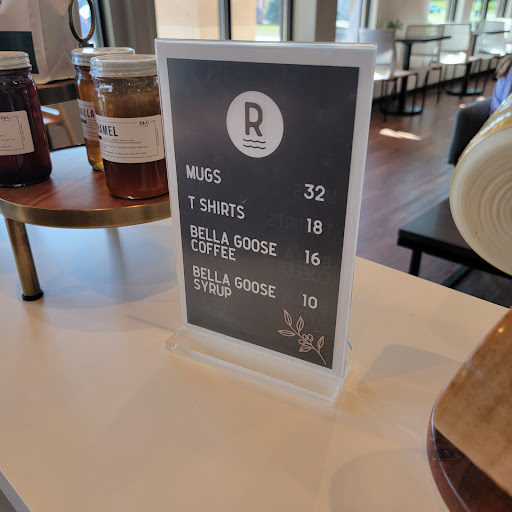 R
MUGS 32
T SHIRTS 18
BELLA GOOSE
COFFEE 16
BELLA GOOSE
SYRUP 10